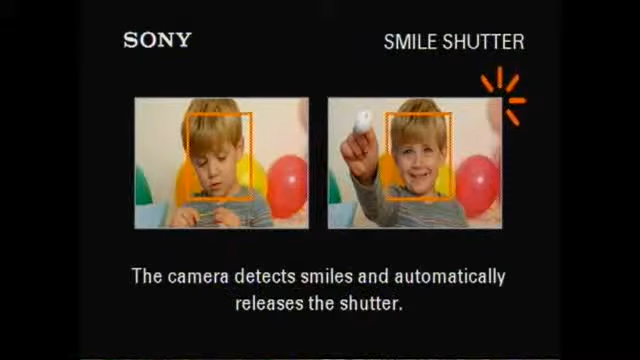 SONY
SMILE SHUTTER
The camera detects smiles and automatically
releases the shutter.